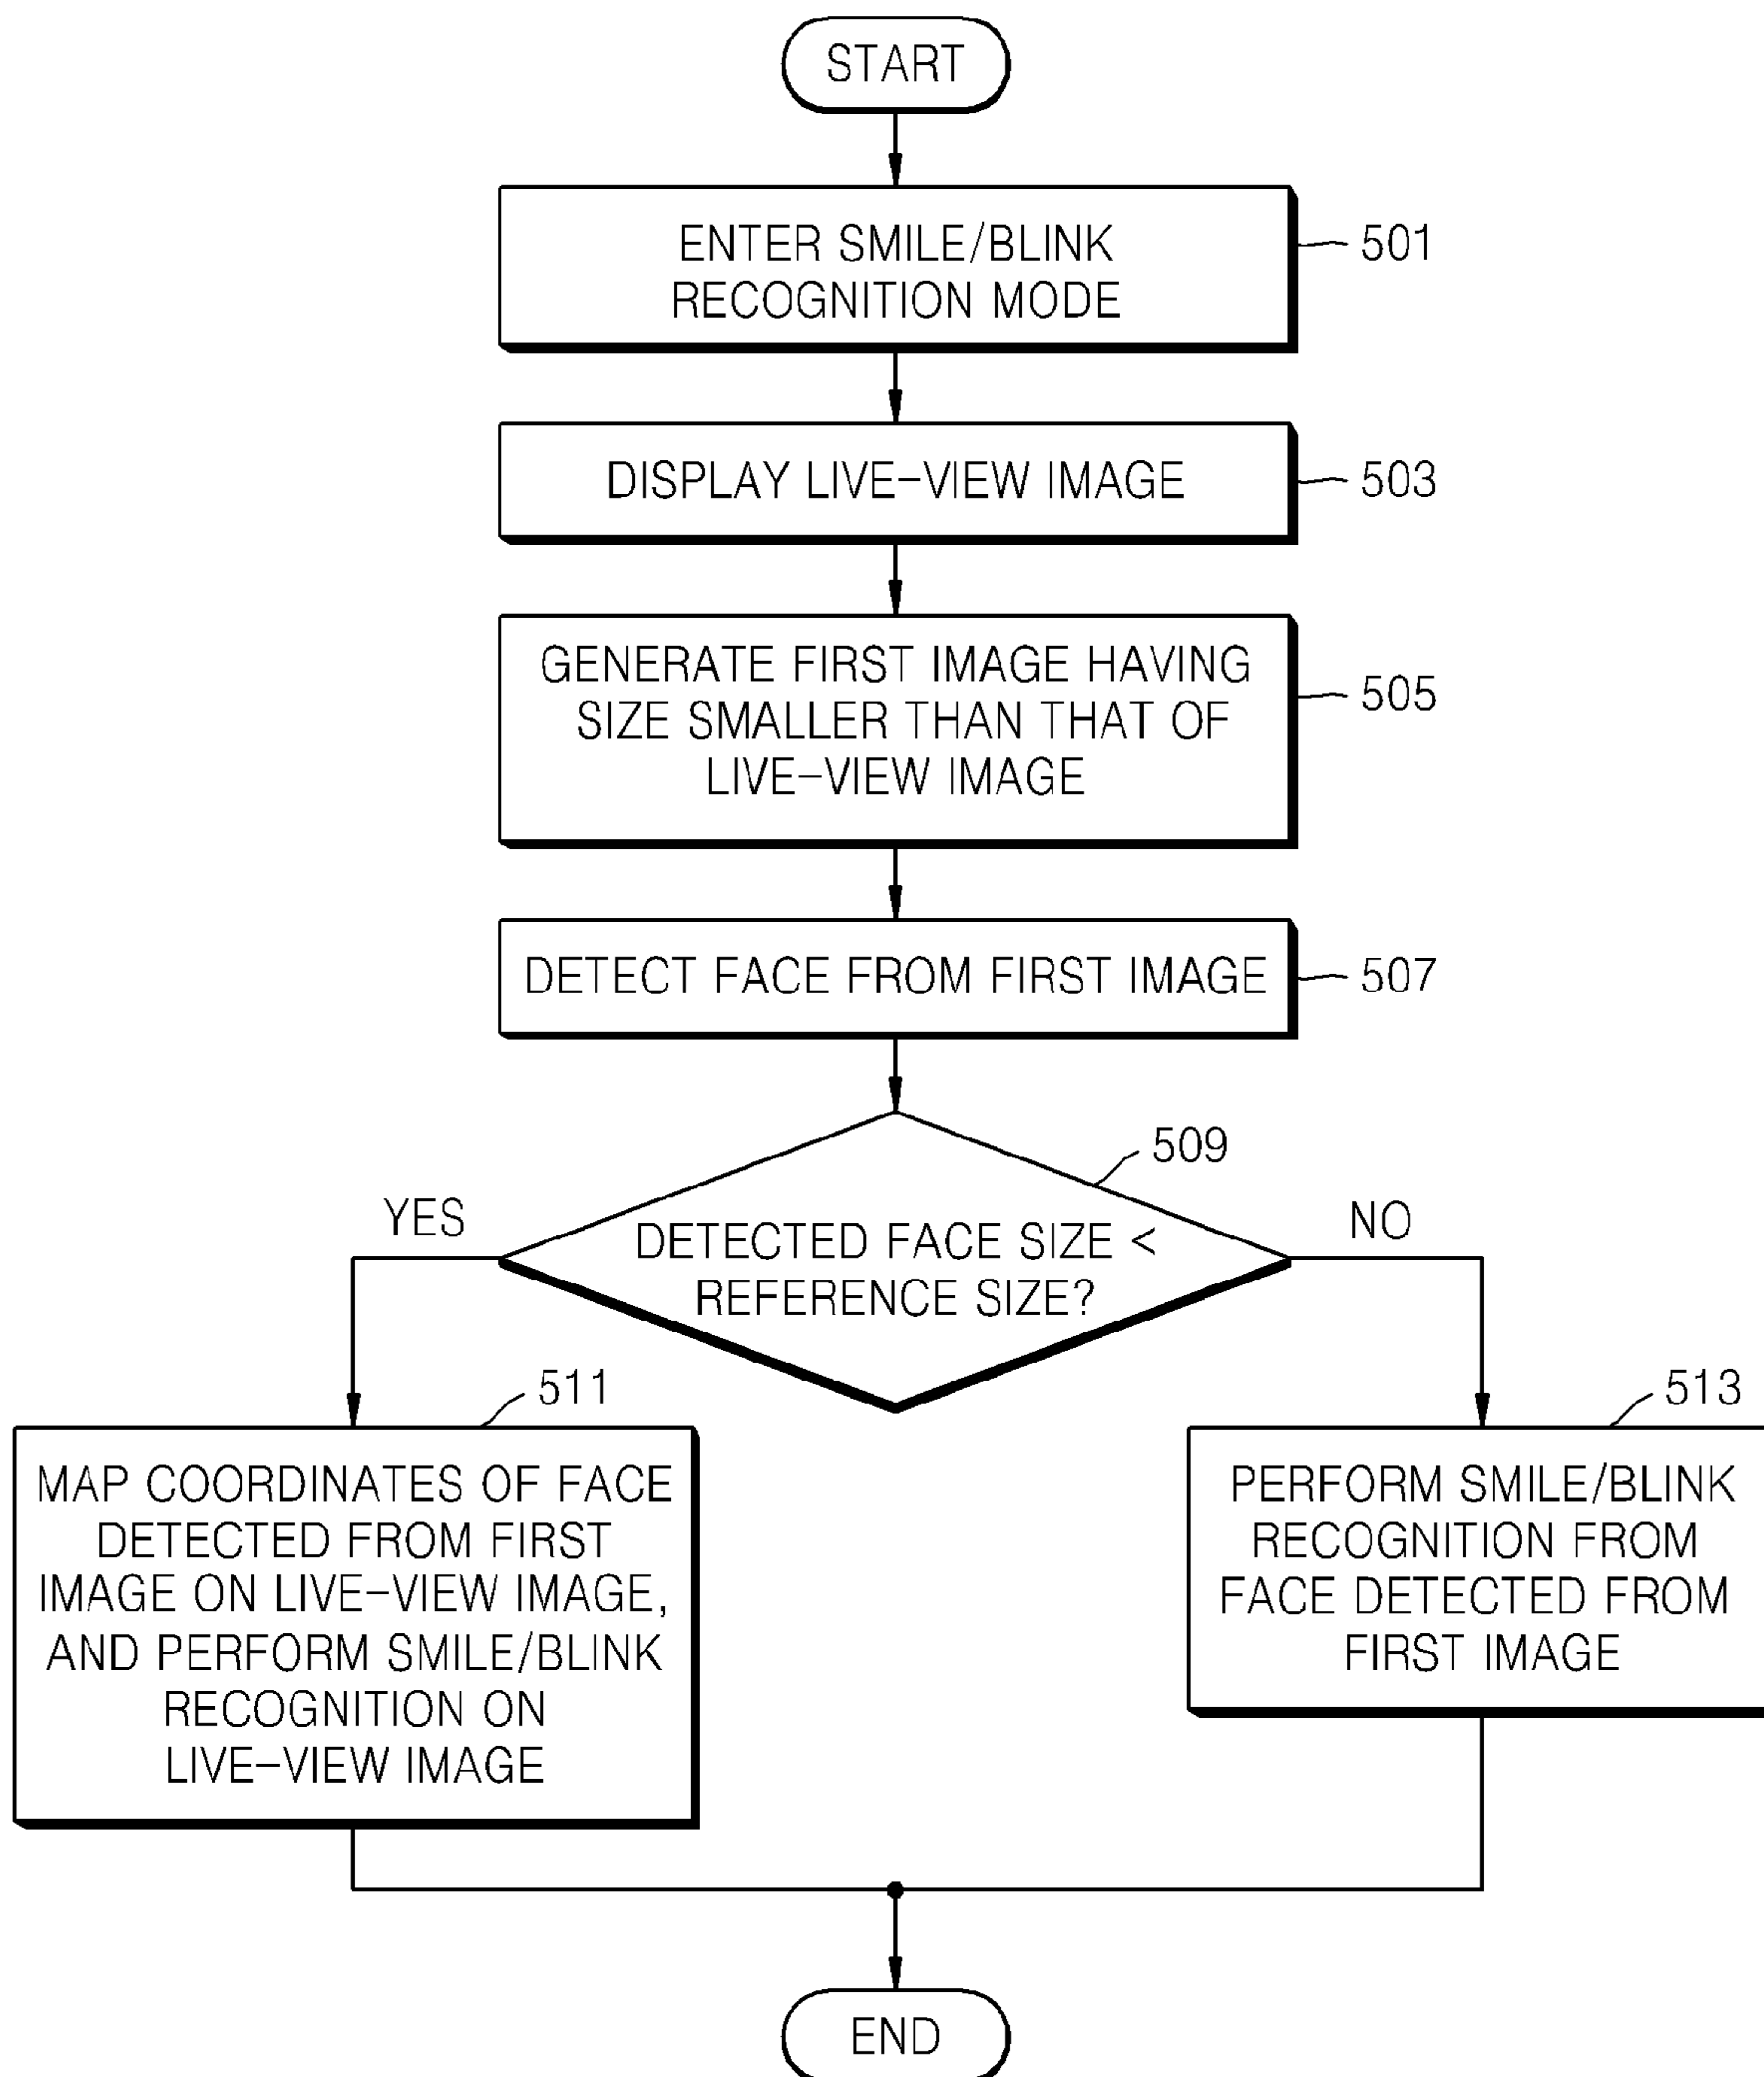 START
ENTER SMILE/BLINK
RECOGNITION MODE
501
DISPLAY LIVE-VIEW IMAGE
503
GENERATE FIRST IMAGE HAVING
SIZE SMALLER THAN THAT OF
LIVE-VIEW IMAGE
505
DETECT FACE FROM FIRST IMAGE
507
509
DETECTED FACE SIZE <
REFERENCE SIZE?
YES
NO
511
MAP COORDINATES OF FACE
DETECTED FROM FIRST
IMAGE ON LIVE-VIEW IMAGE,
AND PERFORM SMILE/BLINK
RECOGNITION ON
LIVE-VIEW IMAGE
513
PERFORM SMILE/BLINK
RECOGNITION FROM
FACE DETECTED FROM
FIRST IMAGE
END